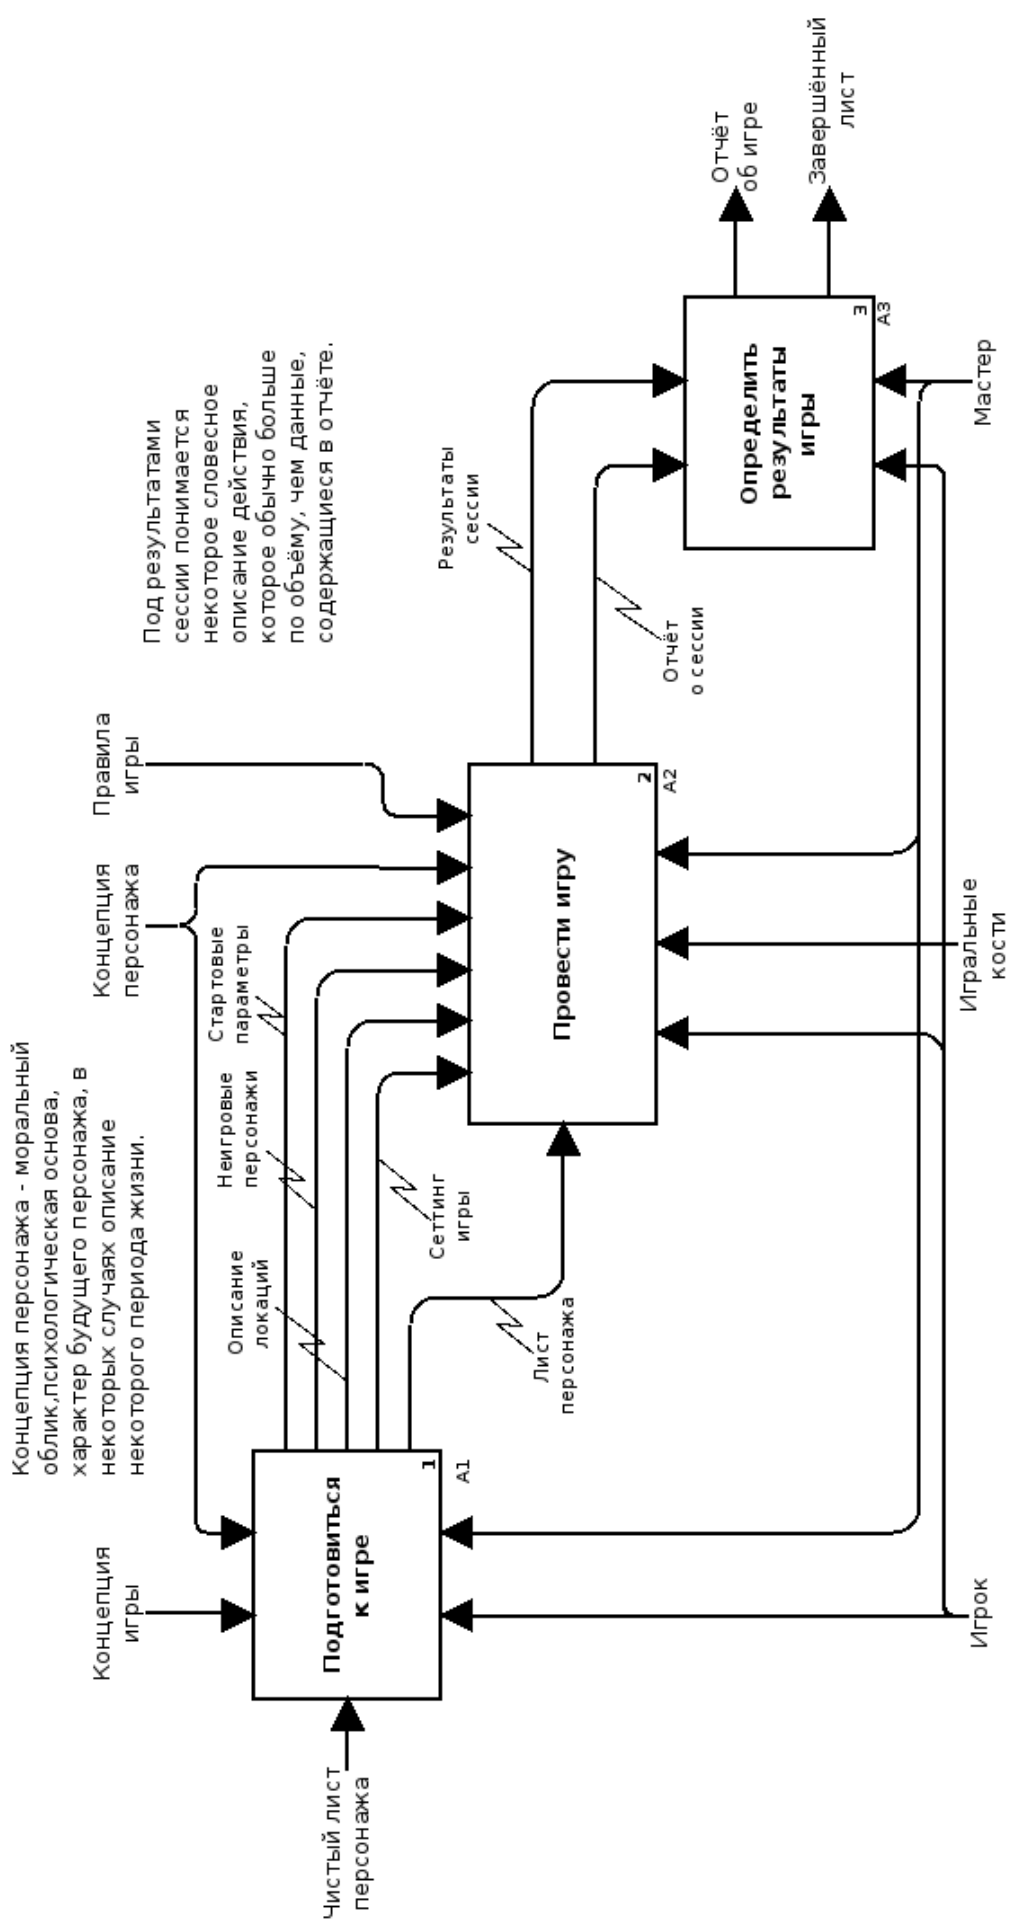 Концепция персонажа - моральный
облик,психологическая основа,
характер будущего персонажа, в
некоторых случаях описание
некоторого периода жизни.
Концепция
игры
Концепция
персонажа
Правила
игры
Под результатами
сессии понимается
некоторое словесное
описание действия,
которое обычно больше
по объёму, чем данные,
содержащиеся в отчёте.
Чистый лист
персонажа
Подготовиться
к игре
1
А1
Описание
локаций
Неигровые
персонажи
Стартовые
параметры
Сеттинг
игры
Лист
персонажа
Провести игру
2
А2
Результаты
сессии
Отчёт
о сессии
Определить
результаты
игры
3
А3
Отчёт
об игре
Завершённый
лист
Игрок
Игральные
кости
Мастер